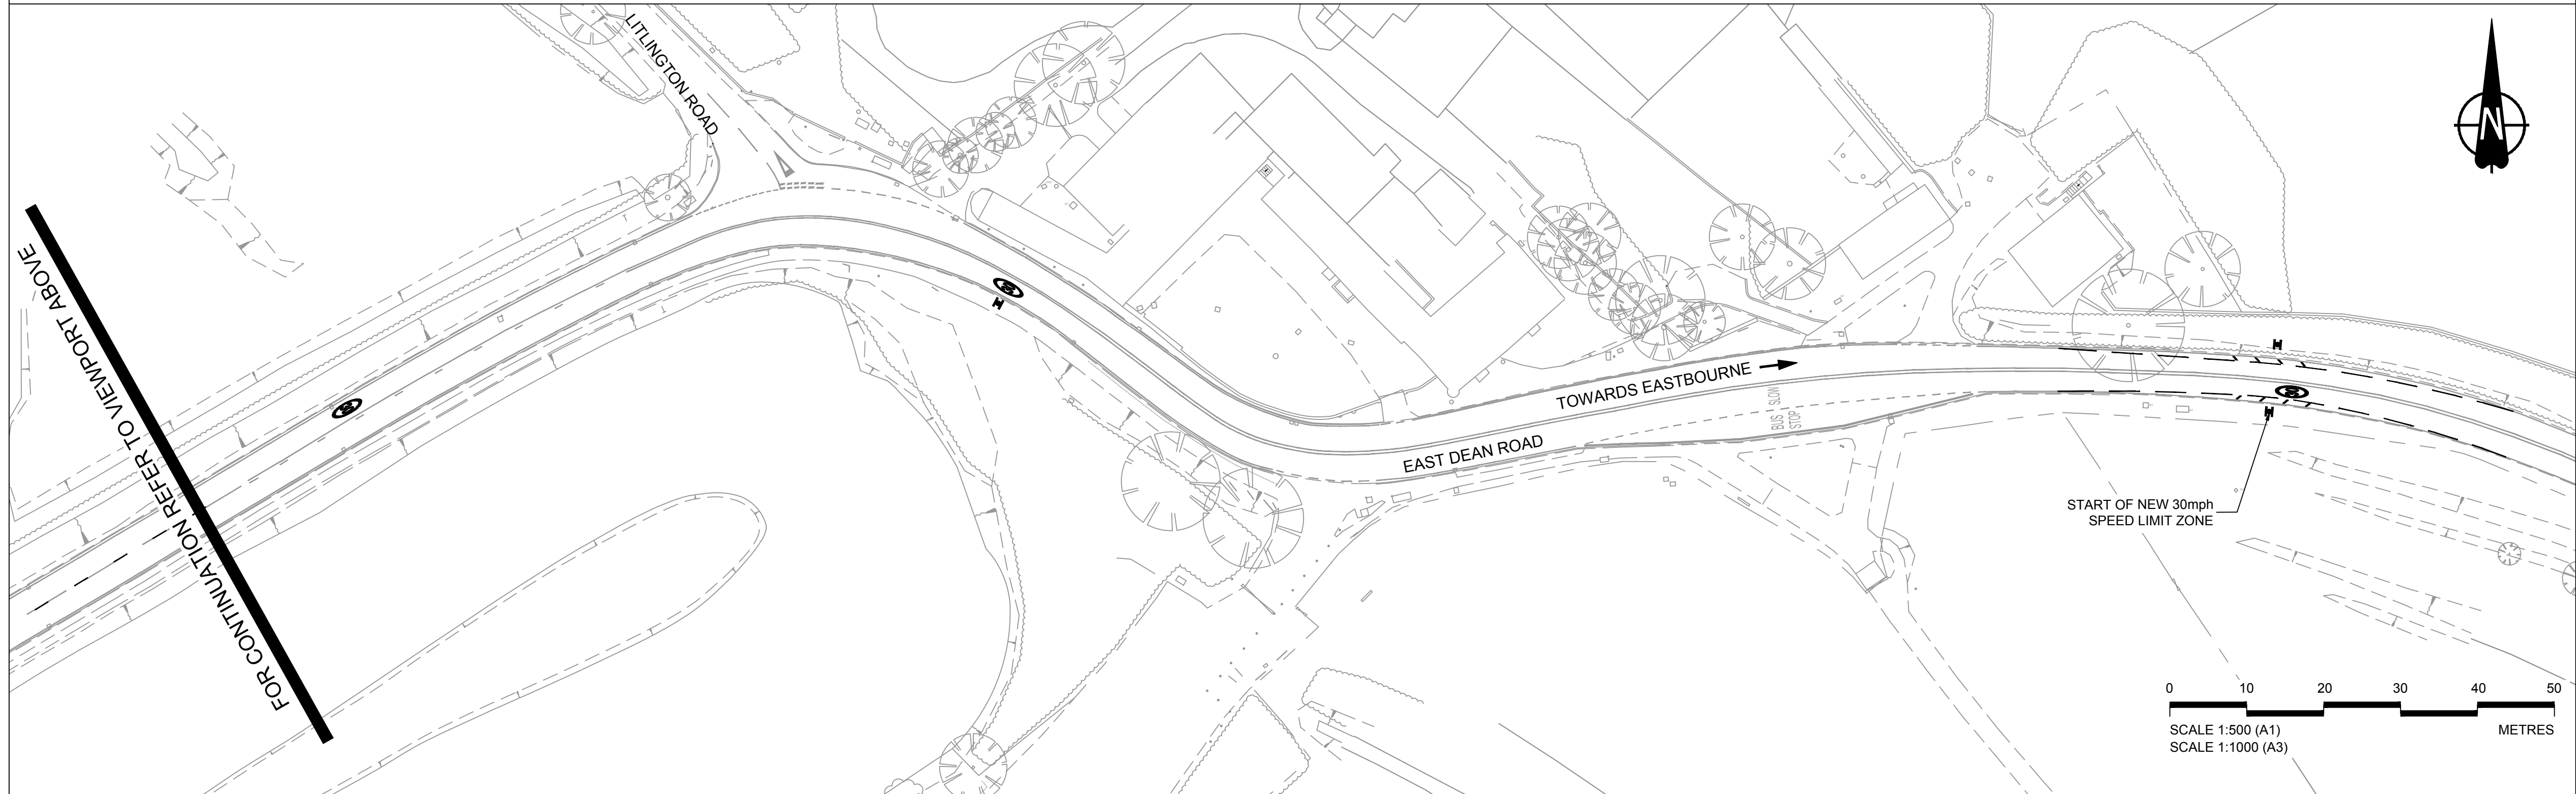 LITLINGTON ROAD
N
FOR CONTINUATION REFER TO VIEWPORT ABOVE
TOWARDS EASTBOURNE
EAST DEAN ROAD
BUS
STOP
SLOW
START OF NEW 30mph
SPEED LIMIT ZONE
0 10 20 30 40 50
SCALE 1:500 (A1)
METRES
SCALE 1:1000 (A3)